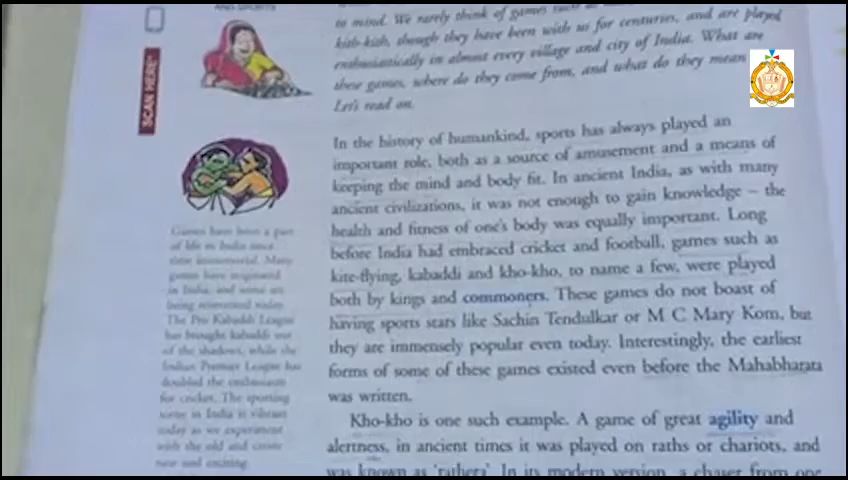 AND SPORTS
SCAN HERE
to mind. We rarely think of games such as
kith-kith, though they have been with us for centuries, and are played
enthusiastically in almost every village and city of India. What are
these games, where do they come from, and what do they mean
Let's read on.
In the history of humankind, sports has always played an
important role, both as a source of amusement and a means of
keeping the mind and body fit. In ancient India, as with many
ancient civilizations, it was not enough to gain knowledge – the
health and fitness of one's body was equally important. Long
before India had embraced cricket and football, games such as
kite-flying, kabaddi and kho-kho, to name a few, were played
both by kings and commoners. These games do not boast of
having sports stars like Sachin Tendulkar or M C Mary Kom, but
they are immensely popular even today. Interestingly, the earliest
forms of some of these games existed even before the Mahabharata
was written.
Kho-kho is one such example. A game of great agility and
alertness, in ancient times it was played on raths or chariots, and
was known as 'rathera'. In its modern version, a chaser from one
Games have been a part
of life in India since
time immemorial. Many
games have originated
in India, and some are
being reinvented today.
The Pro Kabaddi League
has brought kabaddi out
of the shadows, while the
Indian Premier League has
doubled the enthusiasm
for cricket. The sporting
scene in India is vibrant
today as we experiment
with the old and create
new and exciting